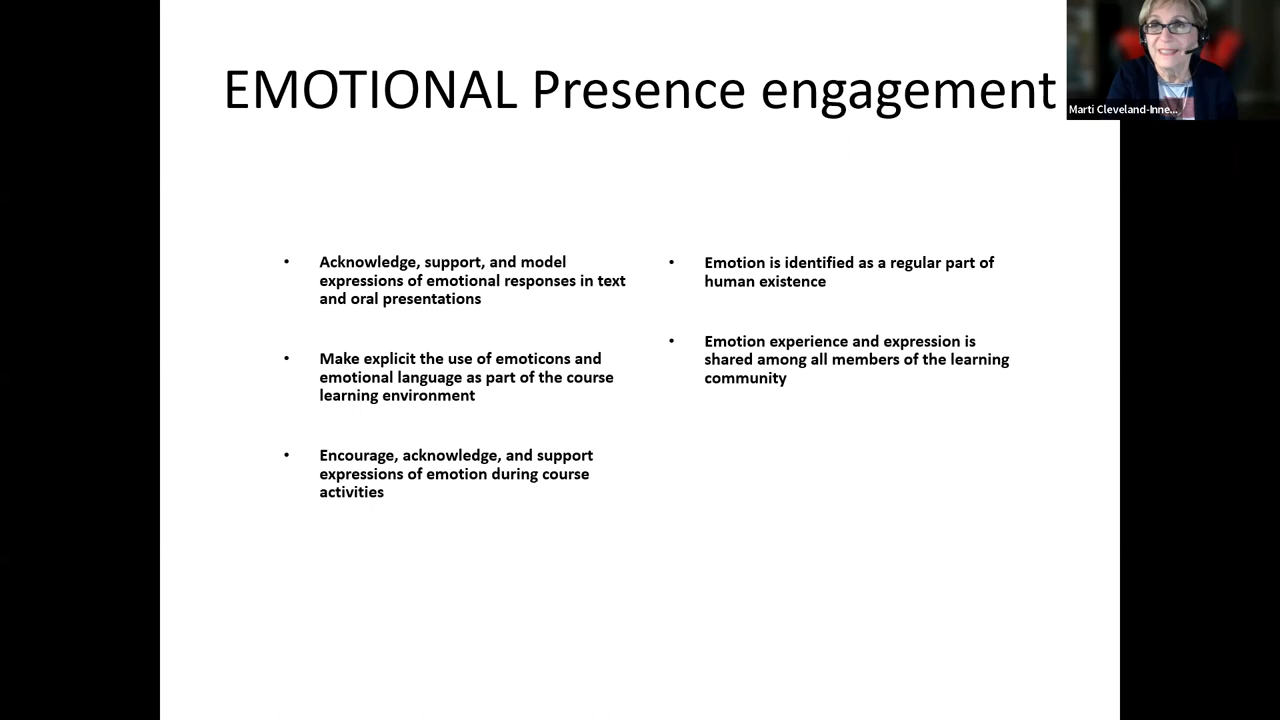 EMOTIONAL Presence engagement
Marti Cleveland-Inne...
• Acknowledge, support, and model
expressions of emotional responses in text
and oral presentations
• Make explicit the use of emoticons and
emotional language as part of the course
learning environment
• Encourage, acknowledge, and support
expressions of emotion during course
activities
• Emotion is identified as a regular part of
human existence
• Emotion experience and expression is
shared among all members of the learning
community